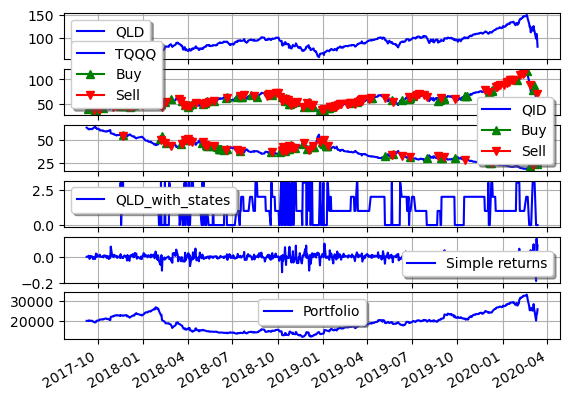 150
100
QLD
TQQQ
Buy
Sell
100
50
QID
Buy
Sell
50
25
2.5
0.0
QLD_with_states
0.0
−0.2
Simple returns
30000
20000
Portfolio
2017-10
2018-01
2018-04
2018-07
2018-10
2019-01
2019-04
2019-07
2019-10
2020-01
2020-04